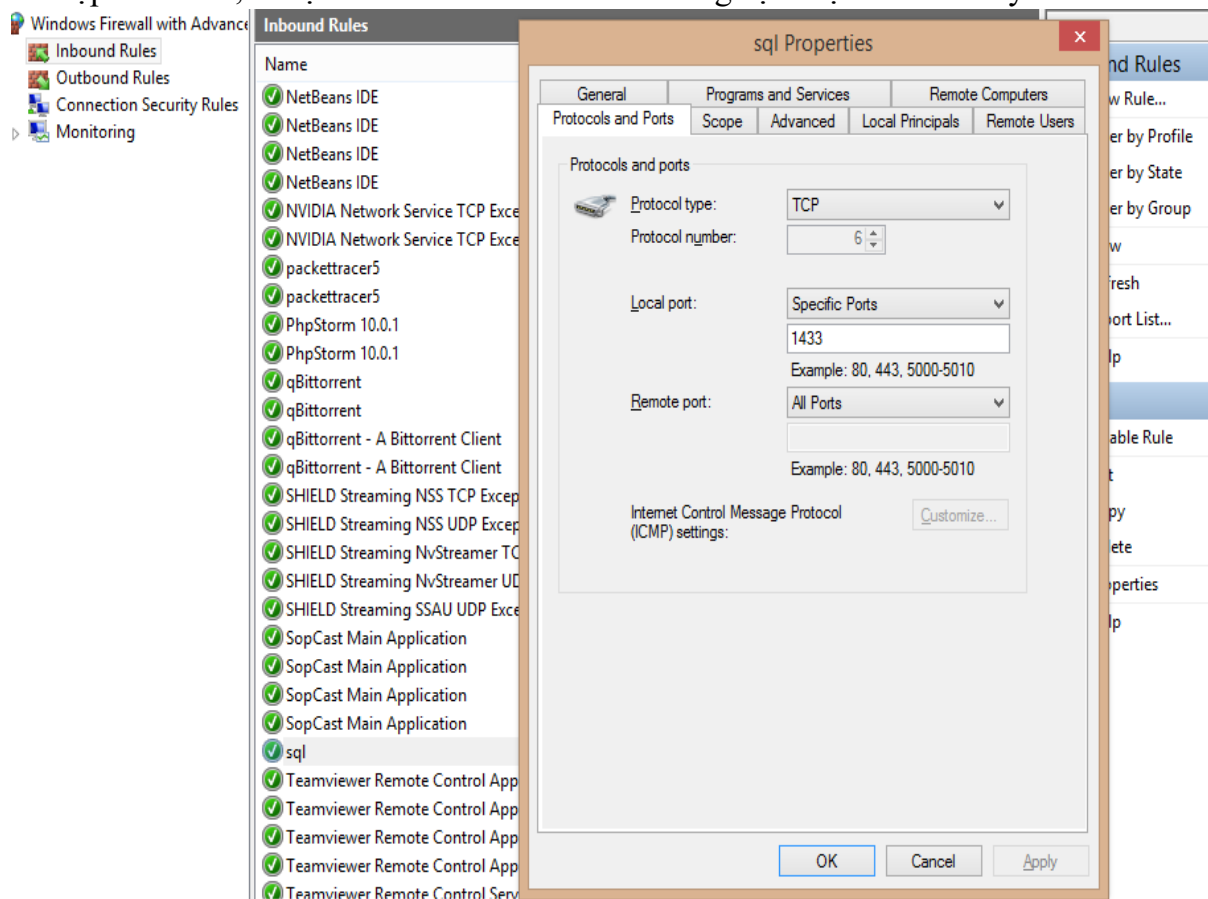 Windows Firewall with Advance
Inbound Rules
Outbound Rules
Connection Security Rules
Monitoring
Inbound Rules
Name
NetBeans IDE
NetBeans IDE
NetBeans IDE
NetBeans IDE
NVIDIA Network Service TCP Exce
NVIDIA Network Service TCP Exce
packettracer5
packettracer5
PhpStorm 10.0.1
PhpStorm 10.0.1
qBittorrent
qBittorrent
qBittorrent - A Bittorrent Client
qBittorrent - A Bittorrent Client
SHIELD Streaming NSS TCP Excep
SHIELD Streaming NSS UDP Excep
SHIELD Streaming NvStreamer TC
SHIELD Streaming NvStreamer UD
SHIELD Streaming SSAU UDP Exce
SopCast Main Application
SopCast Main Application
SopCast Main Application
SopCast Main Application
sql
Teamviewer Remote Control App
Teamviewer Remote Control App
Teamviewer Remote Control App
Teamviewer Remote Control App
Teamviewer Remote Control Serv
sql Properties
x
General Programs and Services Remote Computers
Protocols and Ports Scope Advanced Local Principals Remote Users
Protocols and ports
Protocol type: TCP
Protocol number: 6
Local port: Specific Ports
1433
Example: 80, 443, 5000-5010
Remote port: All Ports
Example: 80, 443, 5000-5010
Internet Control Message Protocol
(ICMP) settings:
Customize...
OK Cancel Apply
nd Rules
w Rule...
er by Profile
er by State
er by Group
w
fresh
port List...
lp
able Rule
t
py
lete
operties
lp